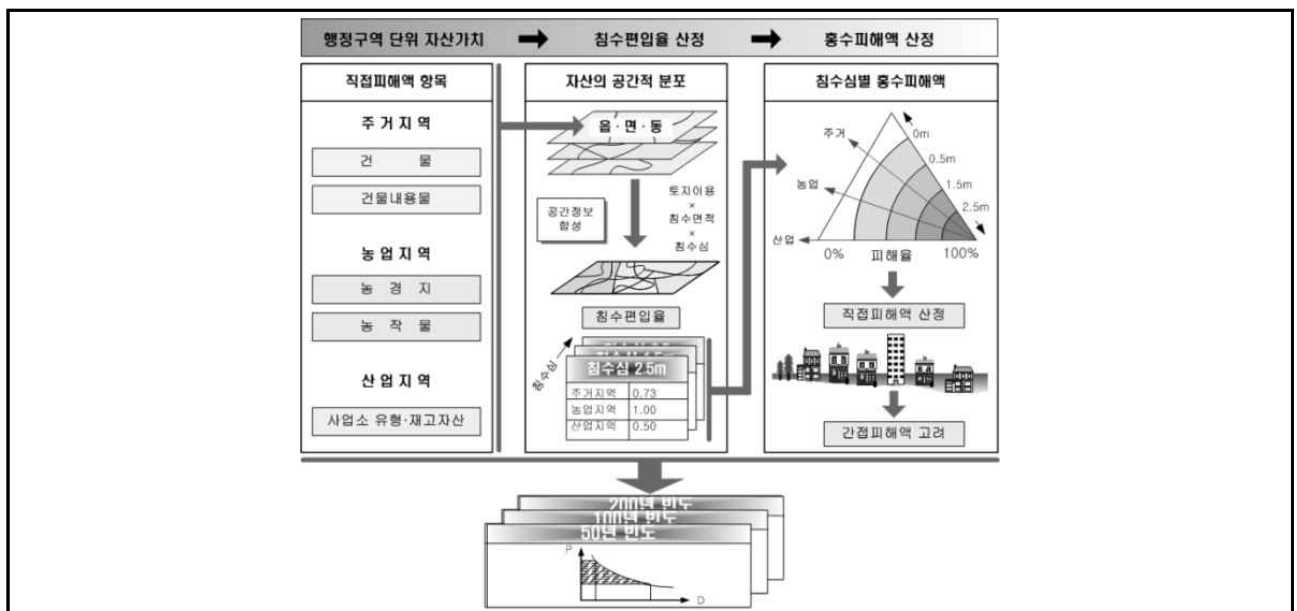 행정구역 단위 자산가치
침수편입율 산정
홍수피해액 산정
직접피해액 항목
주거지역
건 물
건물내용물
농업지역
농 경 지
농 작 물
산업지역
사업소 유형·재고자산
자산의 공간적 분포
읍·면·동
공간정보
합성
토지이용
×
침수면적
×
침수심
침수편입율
침수심
침수심 2.5m
주거지역 0.73
농업지역 1.00
산업지역 0.50
침수심별 홍수피해액
주거
농업
산업
0m
0.5m
1.5m
2.5m
0% 피해율 100%
직접피해액 산정
간접피해액 고려
200년 빈도
100년 빈도
50년 빈도
P
D